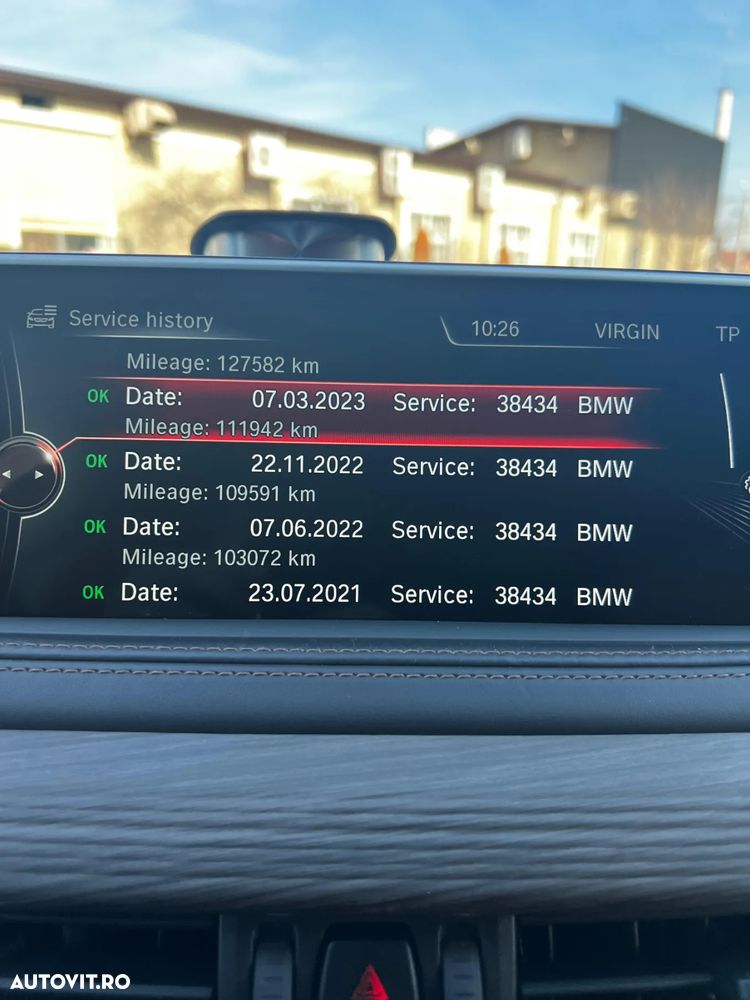 Service history
10:26 VIRGIN TP
Mileage: 127582 km
OK Date: 07.03.2023 Service: 38434 BMW
Mileage: 111942 km
OK Date: 22.11.2022 Service: 38434 BMW
Mileage: 109591 km
OK Date: 07.06.2022 Service: 38434 BMW
Mileage: 103072 km
OK Date: 23.07.2021 Service: 38434 BMW
AUTOVIT.RO